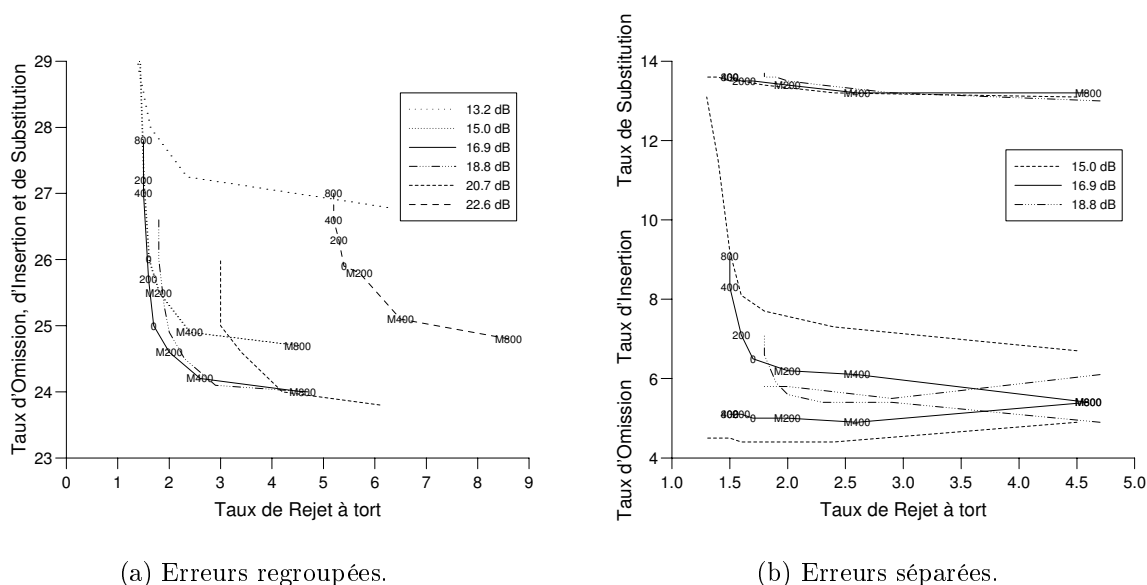 Taux d'Omission, d'Insertion et de Substitution
29
28
27
26
25
24
23
0 1 2 3 4 5 6 7 8 9
Taux de Rejet à tort
13.2 dB
15.0 dB
16.9 dB
18.8 dB
20.7 dB
22.6 dB
800
200
400
0
200
M200
0
M400
M200
M800
M400
M800
800
400
200
0
M200
M400
M800
(a) Erreurs regroupées.
Taux de Substitution
Taux d'Insertion
Taux d'Omission
14
12
10
8
6
4
1.0 1.5 2.0 2.5 3.0 3.5 4.0 4.5 5.0
Taux de Rejet à tort
15.0 dB
16.9 dB
18.8 dB
M200
M400
M800
800
400
200
0
M200
M400
M800
0
M200
M400
(b) Erreurs séparées.